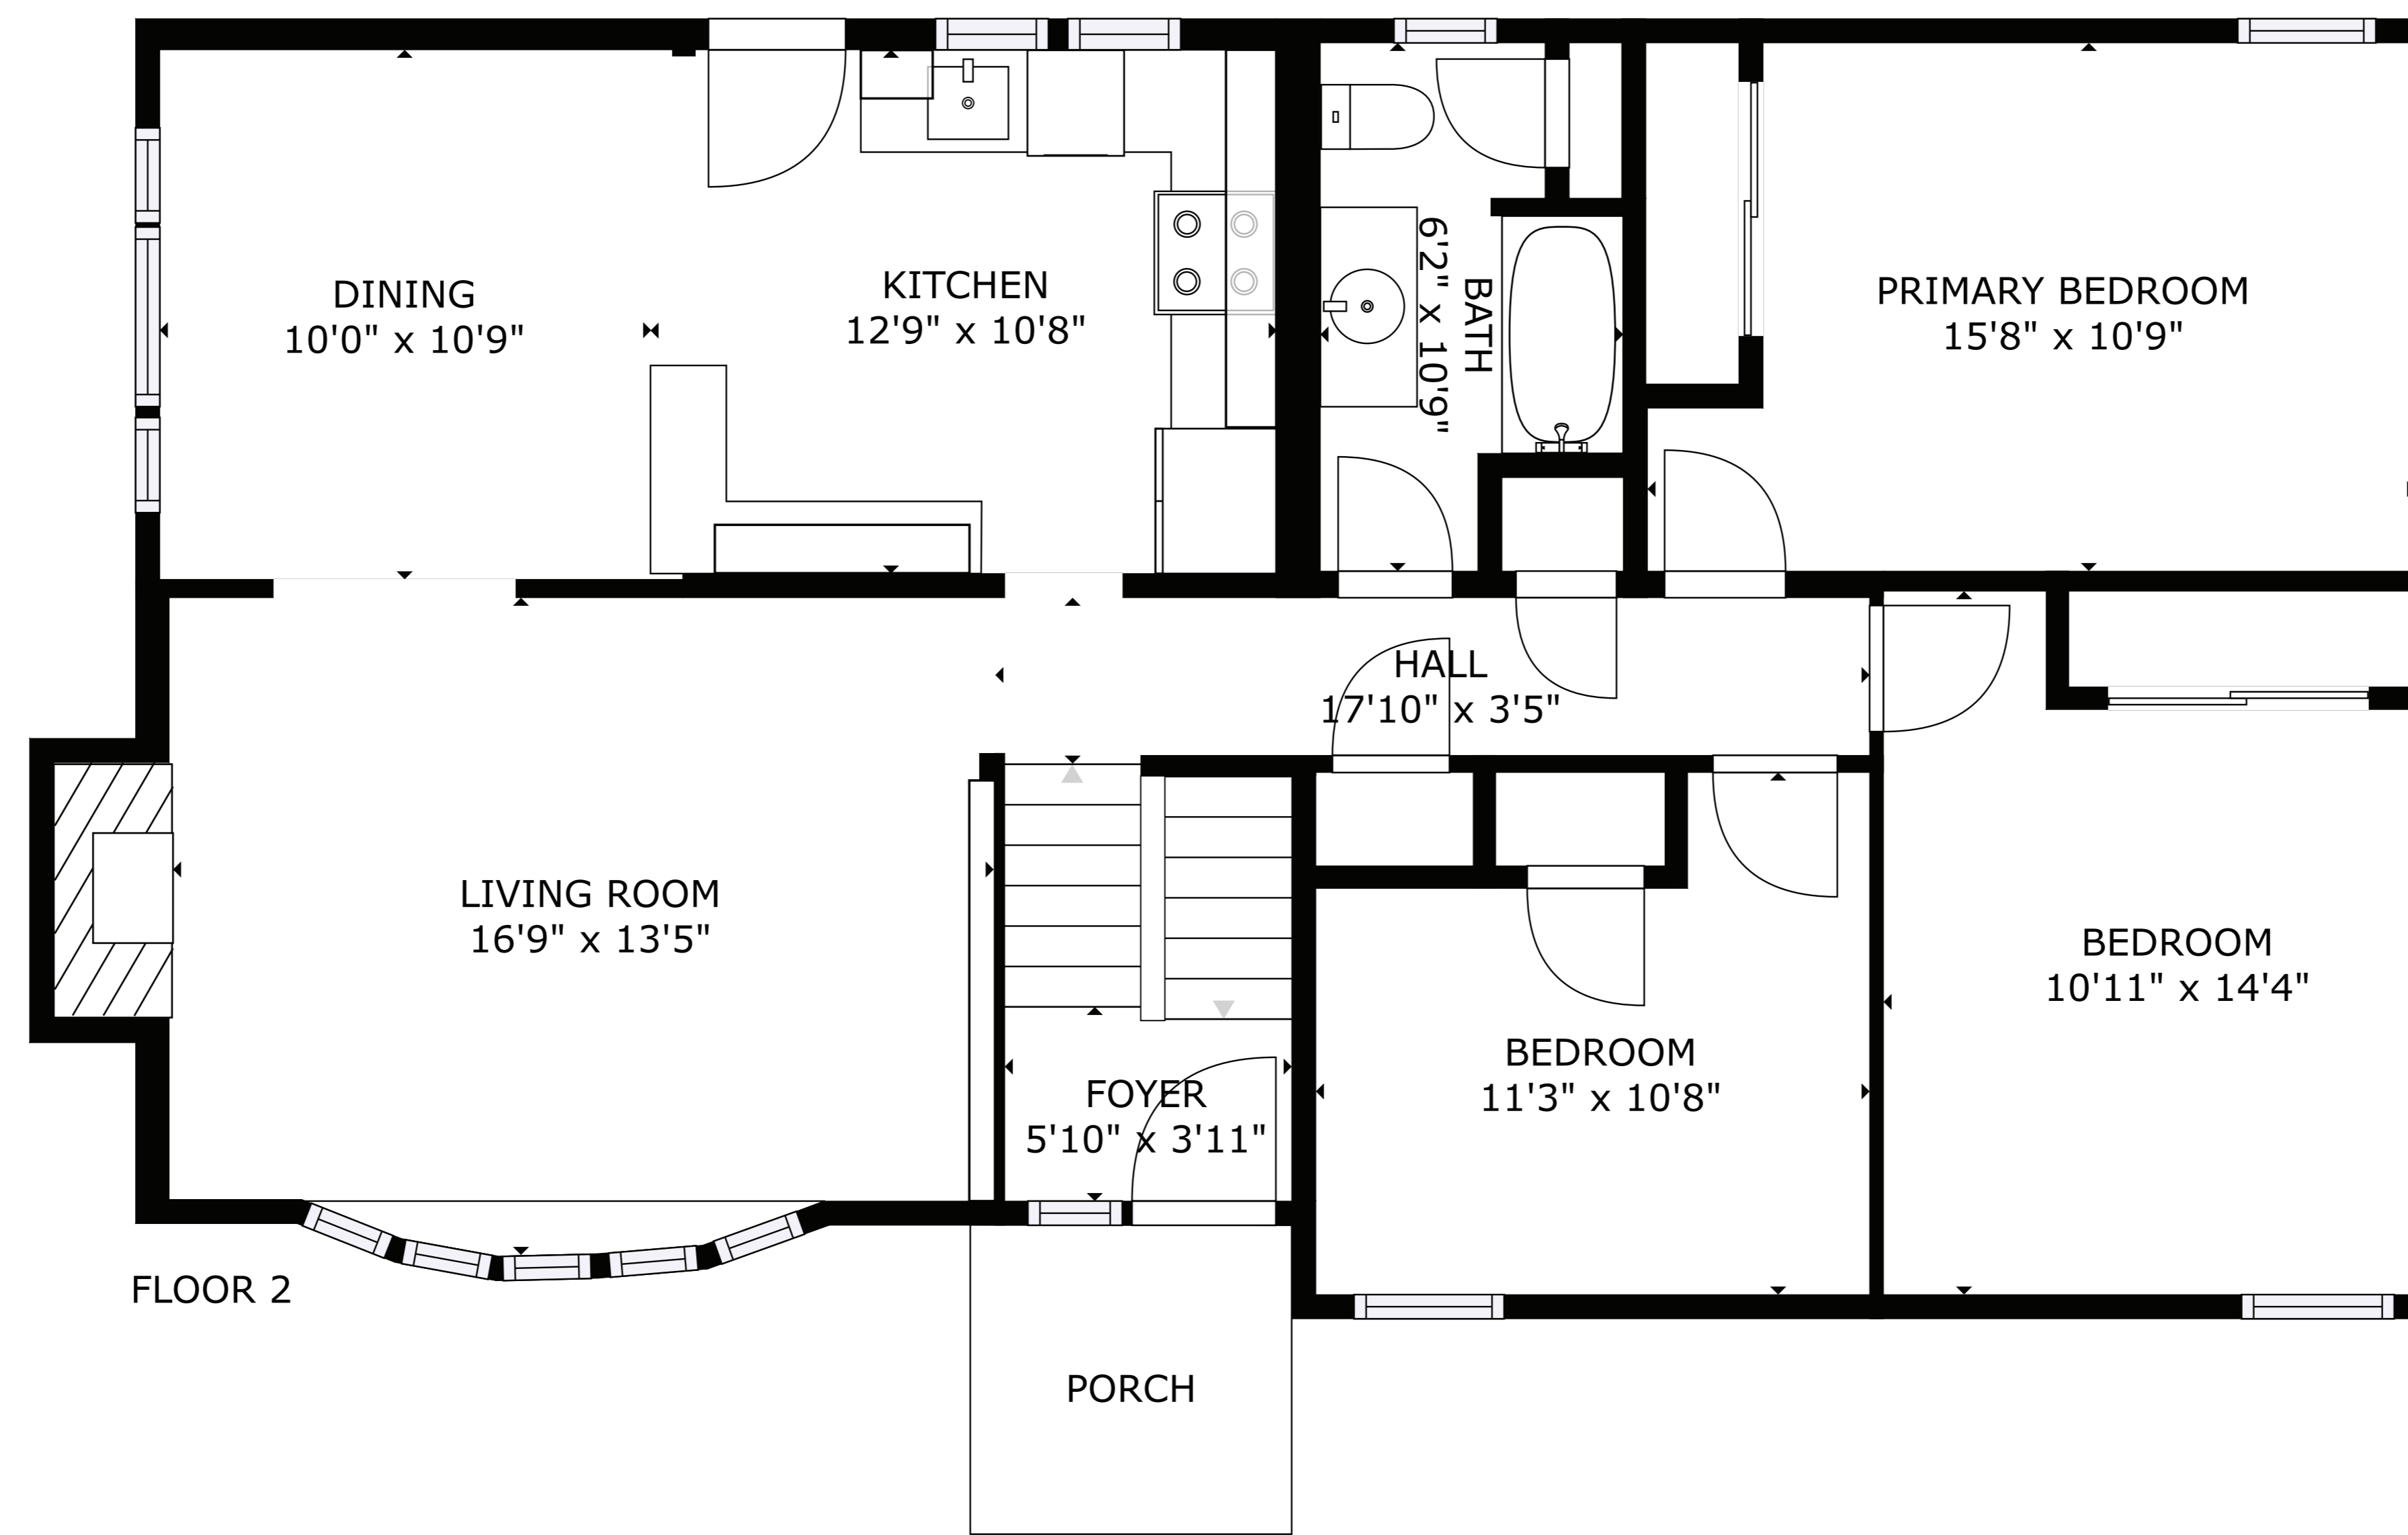 DINING
10'0" x 10'9"
KITCHEN
12'9" x 10'8"
BATH
6'2" x 10'9"
PRIMARY BEDROOM
15'8" x 10'9"
HALL
17'10" x 3'5"
LIVING ROOM
16'9" x 13'5"
FOYER
5'10" x 3'11"
BEDROOM
11'3" x 10'8"
BEDROOM
10'11" x 14'4"
FLOOR 2
PORCH